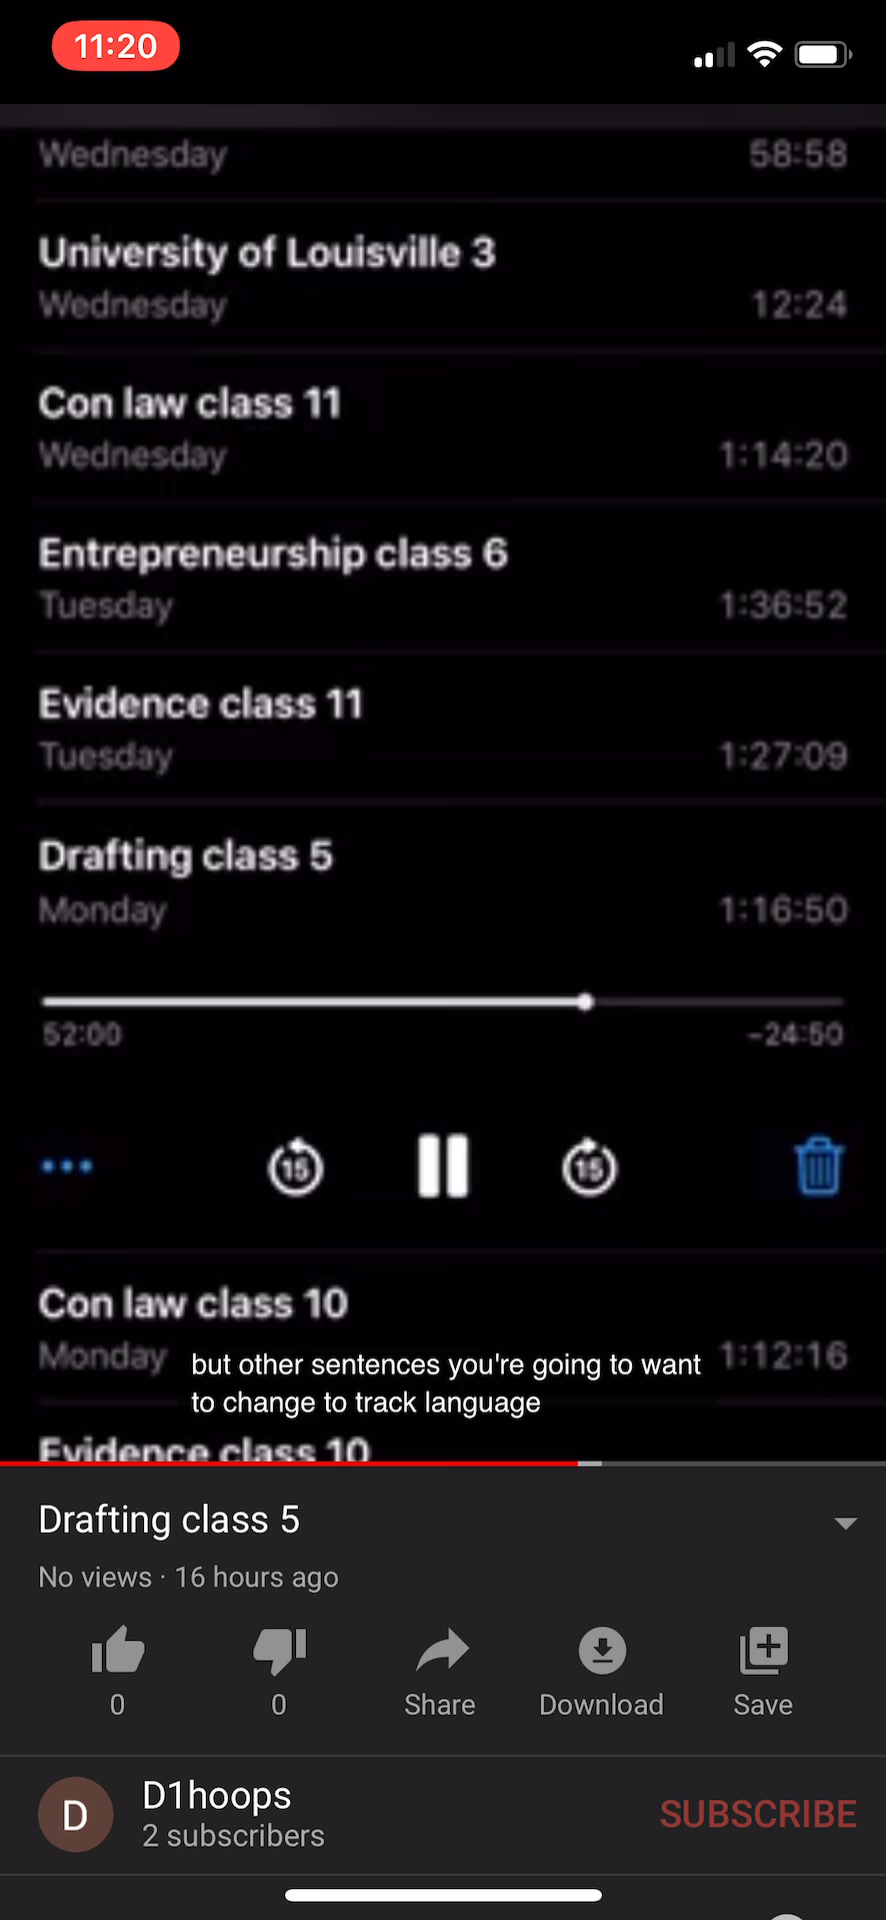 11:20
Wednesday 58:58
University of Louisville 3
Wednesday 12:24
Con law class 11
Wednesday 1:14:20
Entrepreneurship class 6
Tuesday 1:36:52
Evidence class 11
Tuesday 1:27:09
Drafting class 5
Monday 1:16:50
52:00 -24:50
15 15
Con law class 10
Monday 1:12:16
but other sentences you're going to want
to change to track language
Evidence class 10
Drafting class 5
No views · 16 hours ago
0 0 Share Download Save
D D1hoops SUBSCRIBE
2 subscribers